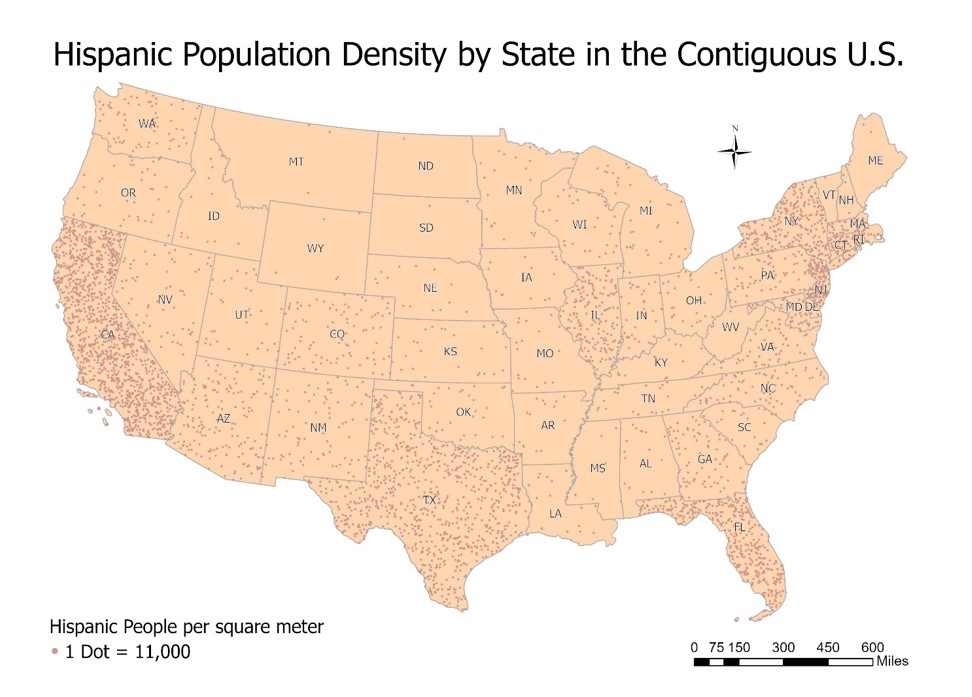 Hispanic Population Density by State in the Contiguous U.S.
N
WA
MT
ND
ME
OR
ID
MN
VT
NH
WI
MI
NY
MA
SD
WY
CT
RI
IA
PA
NE
NJ
NV
UT
OH
MD
DE
IL
IN
CA
CO
WV
VA
KS
MO
KY
NC
TN
AZ
NM
OK
AR
SC
GA
MS
AL
TX
LA
FL
Hispanic People per square meter
1 Dot = 11,000
0 75 150 300 450 600
Miles